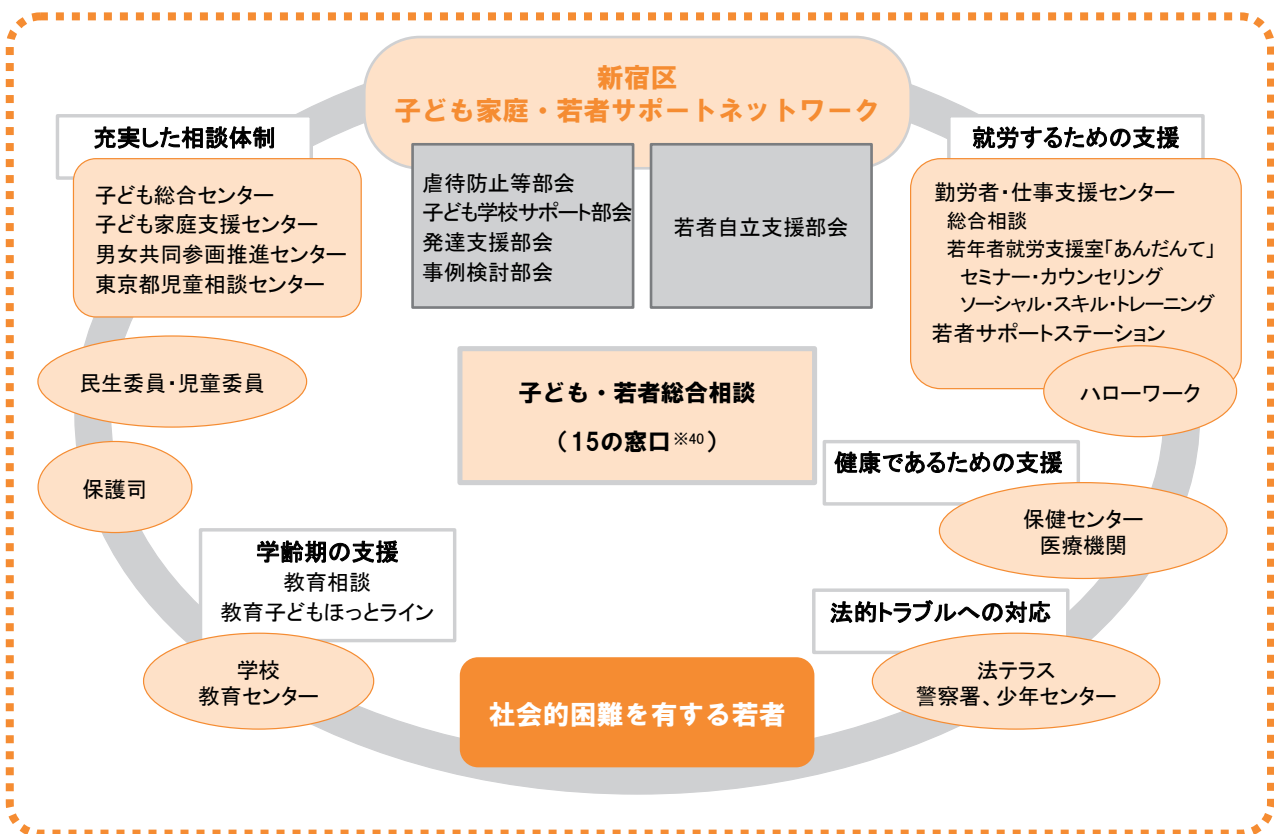 新宿区
子ども家庭・若者サポートネットワーク
虐待防止等部会
子ども学校サポート部会
発達支援部会
事例検討部会
若者自立支援部会
充実した相談体制
子ども総合センター
子ども家庭支援センター
男女共同参画推進センター
東京都児童相談センター
民生委員・児童委員
保護司
学齢期の支援
教育相談
教育子どもほっとライン
学校
教育センター
子ども・若者総合相談
（15の窓口※40）
社会的困難を有する若者
就労するための支援
勤労者・仕事支援センター
総合相談
若年者就労支援室「あんだんて」
セミナー・カウンセリング
ソーシャル・スキル・トレーニング
若者サポートステーション
ハローワーク
健康であるための支援
保健センター
医療機関
法的トラブルへの対応
法テラス
警察署、少年センター